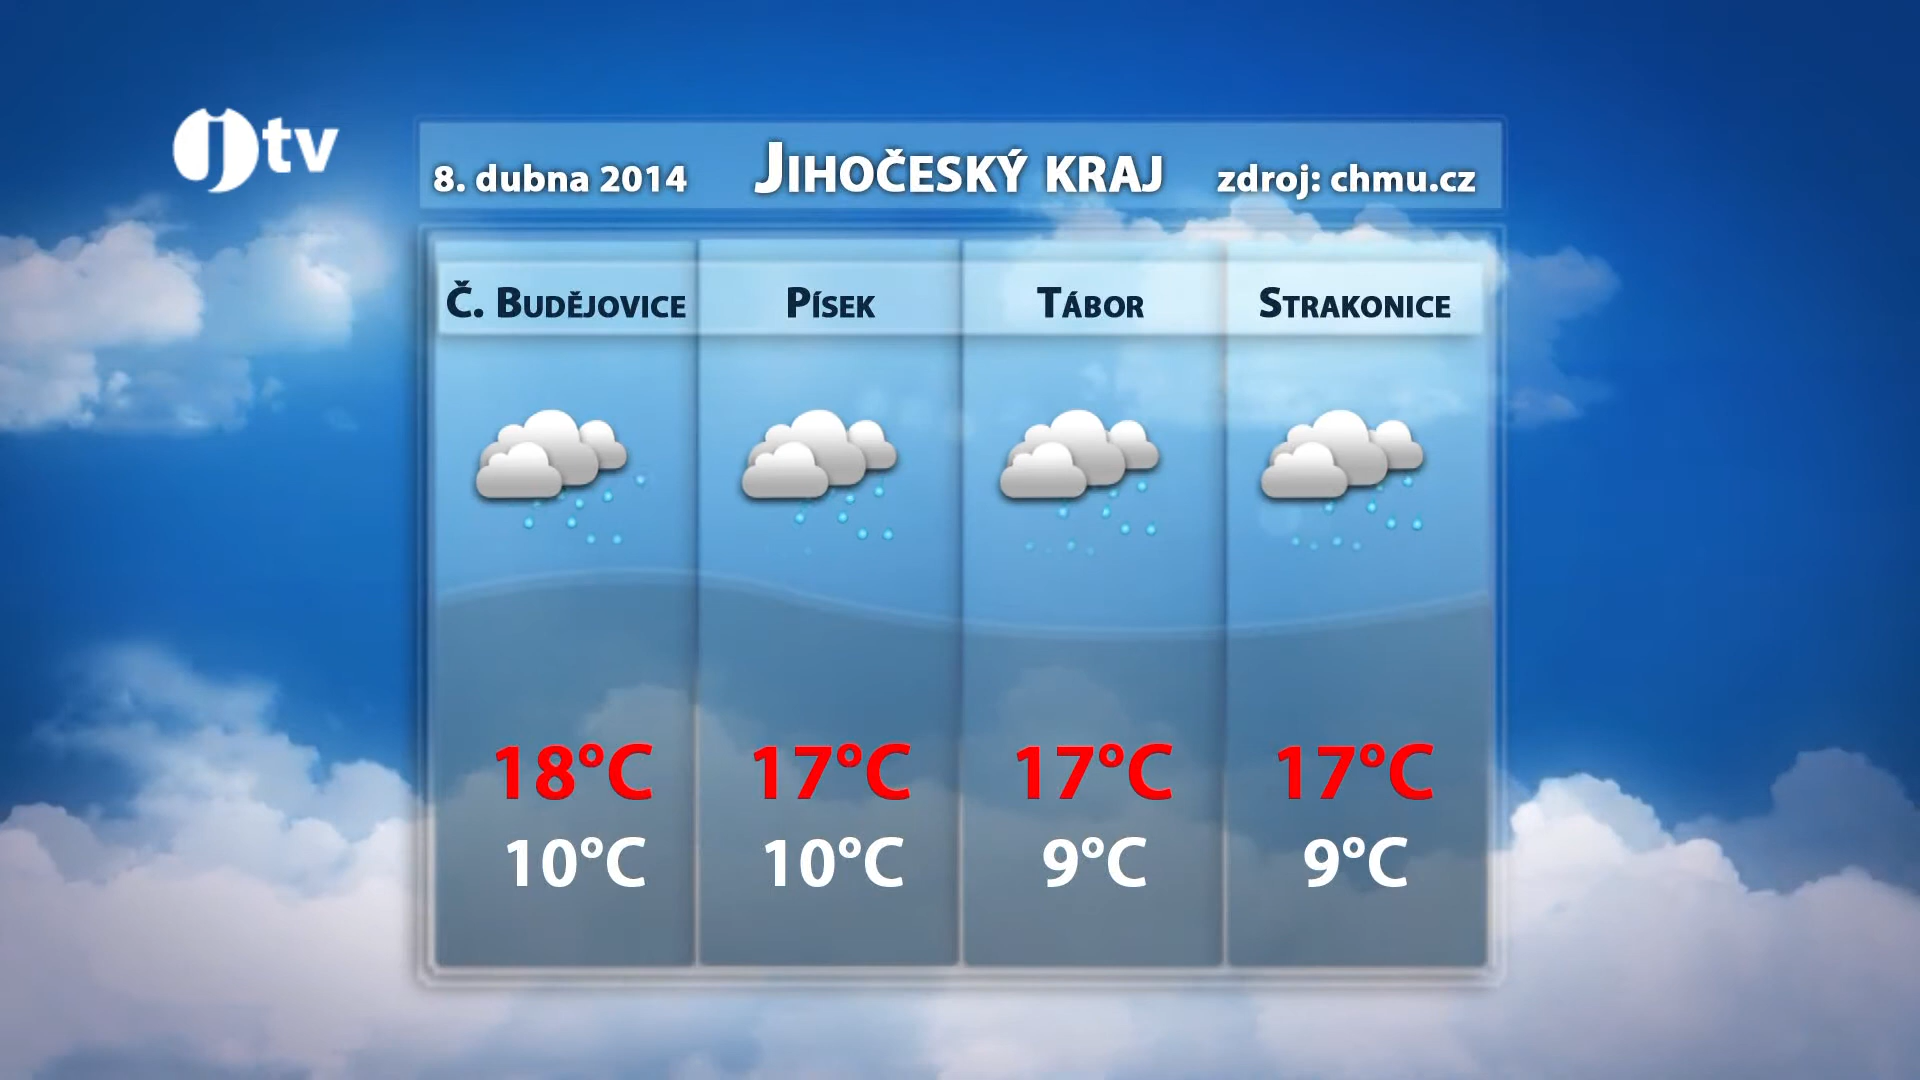 jtv
8. dubna 2014 JIHOČESKÝ KRAJ zdroj: chmu.cz
Č. BUDĚJOVICE PÍSEK TÁBOR STRAKONICE
18°C 17°C 17°C 17°C
10°C 10°C 9°C 9°C